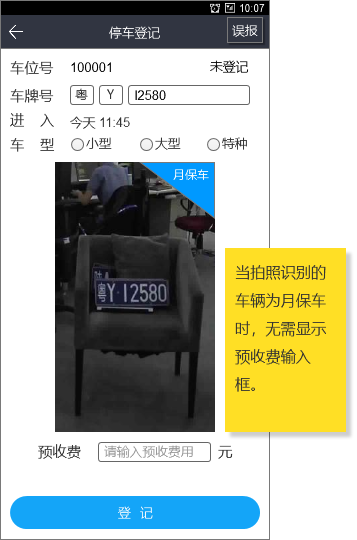 10:07
停车登记 误报
车位号 100001 未登记
车牌号 粤 Y I2580
进 入 今天 11:45
车 型 小型 大型 特种
月保车
粤Y·I2580
当拍照识别的
车辆为月保车
时，无需显示
预收费输入
框。
预收费 请输入预收费用 元
登 记